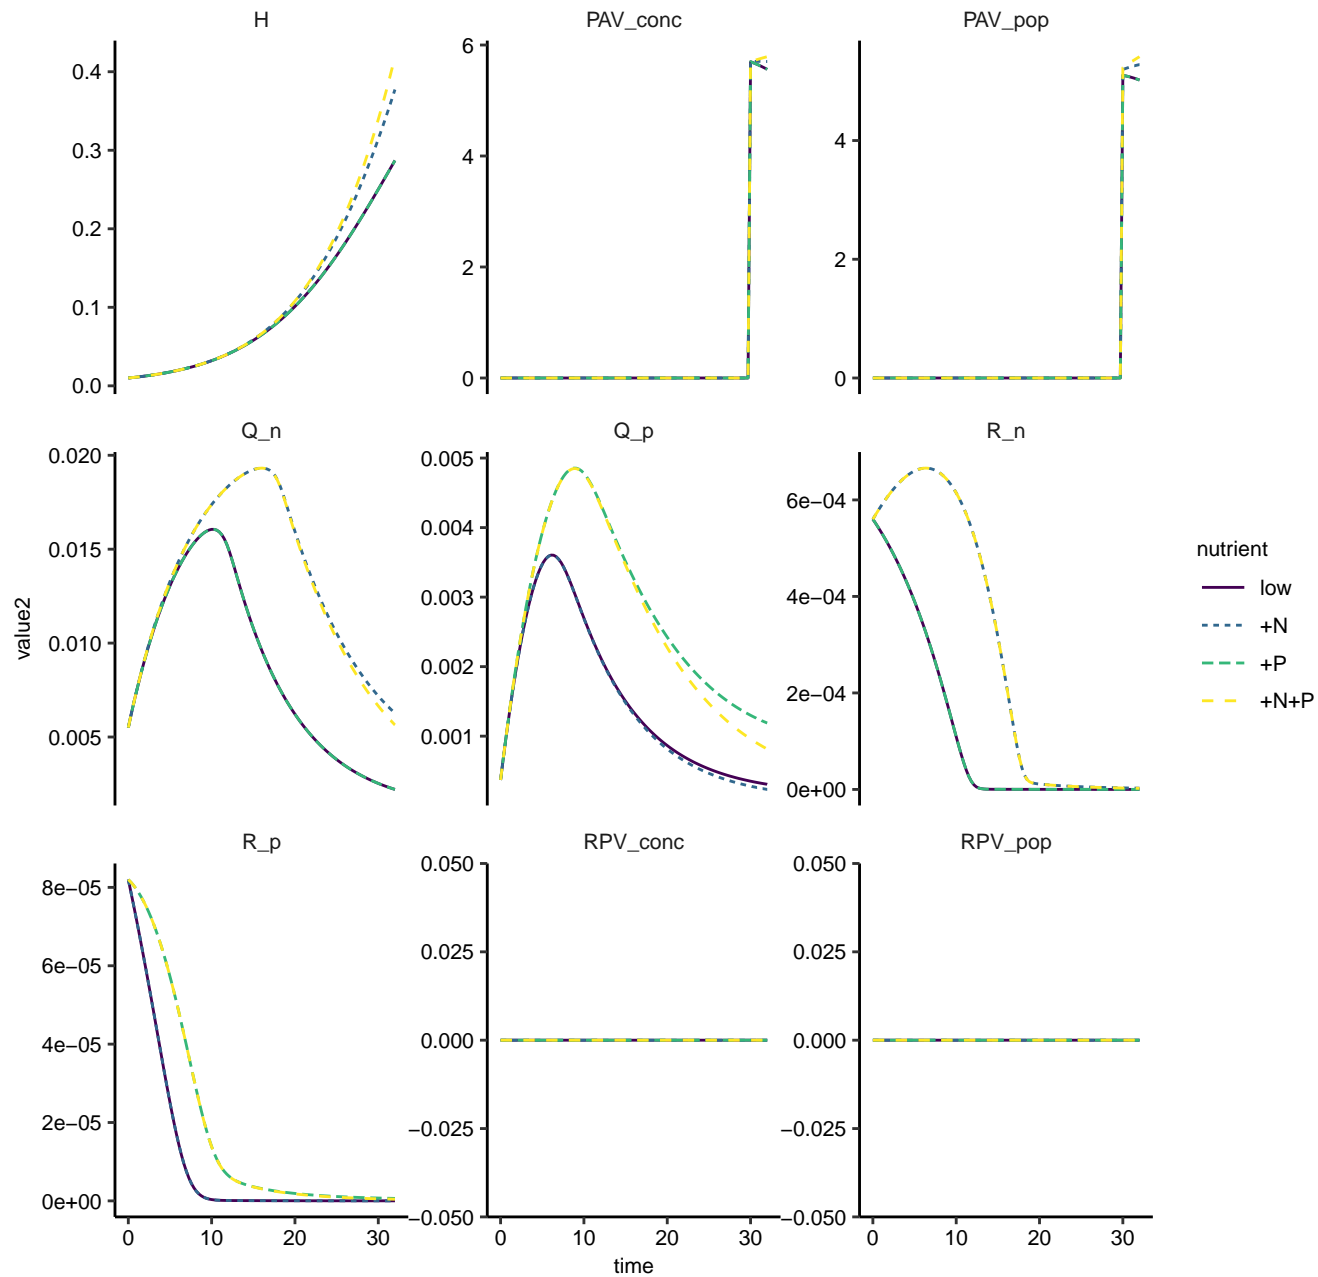 H
PAV_conc
PAV_pop
0.4
0.3
0.2
0.1
0.0
6
4
2
0
4
2
0
Q_n
Q_p
R_n
0.020
0.015
0.010
0.005
0.005
0.004
0.003
0.002
0.001
6e−04
4e−04
2e−04
0e+00
value2
nutrient
low
+N
+P
+N+P
R_p
RPV_conc
RPV_pop
8e−05
6e−05
4e−05
2e−05
0e+00
0.050
0.025
0.000
−0.025
−0.050
0.050
0.025
0.000
−0.025
−0.050
0 10 20 30
0 10 20 30
0 10 20 30
time